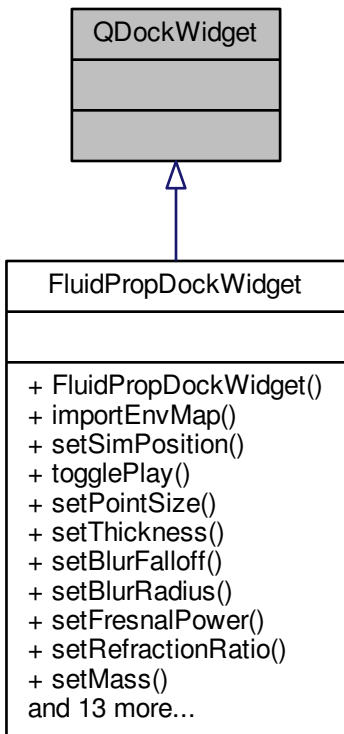 QDockWidget
FluidPropDockWidget
+ FluidPropDockWidget()
+ importEnvMap()
+ setSimPosition()
+ togglePlay()
+ setPointSize()
+ setThickness()
+ setBlurFalloff()
+ setBlurRadius()
+ setFresnalPower()
+ setRefractionRatio()
+ setMass()
and 13 more...